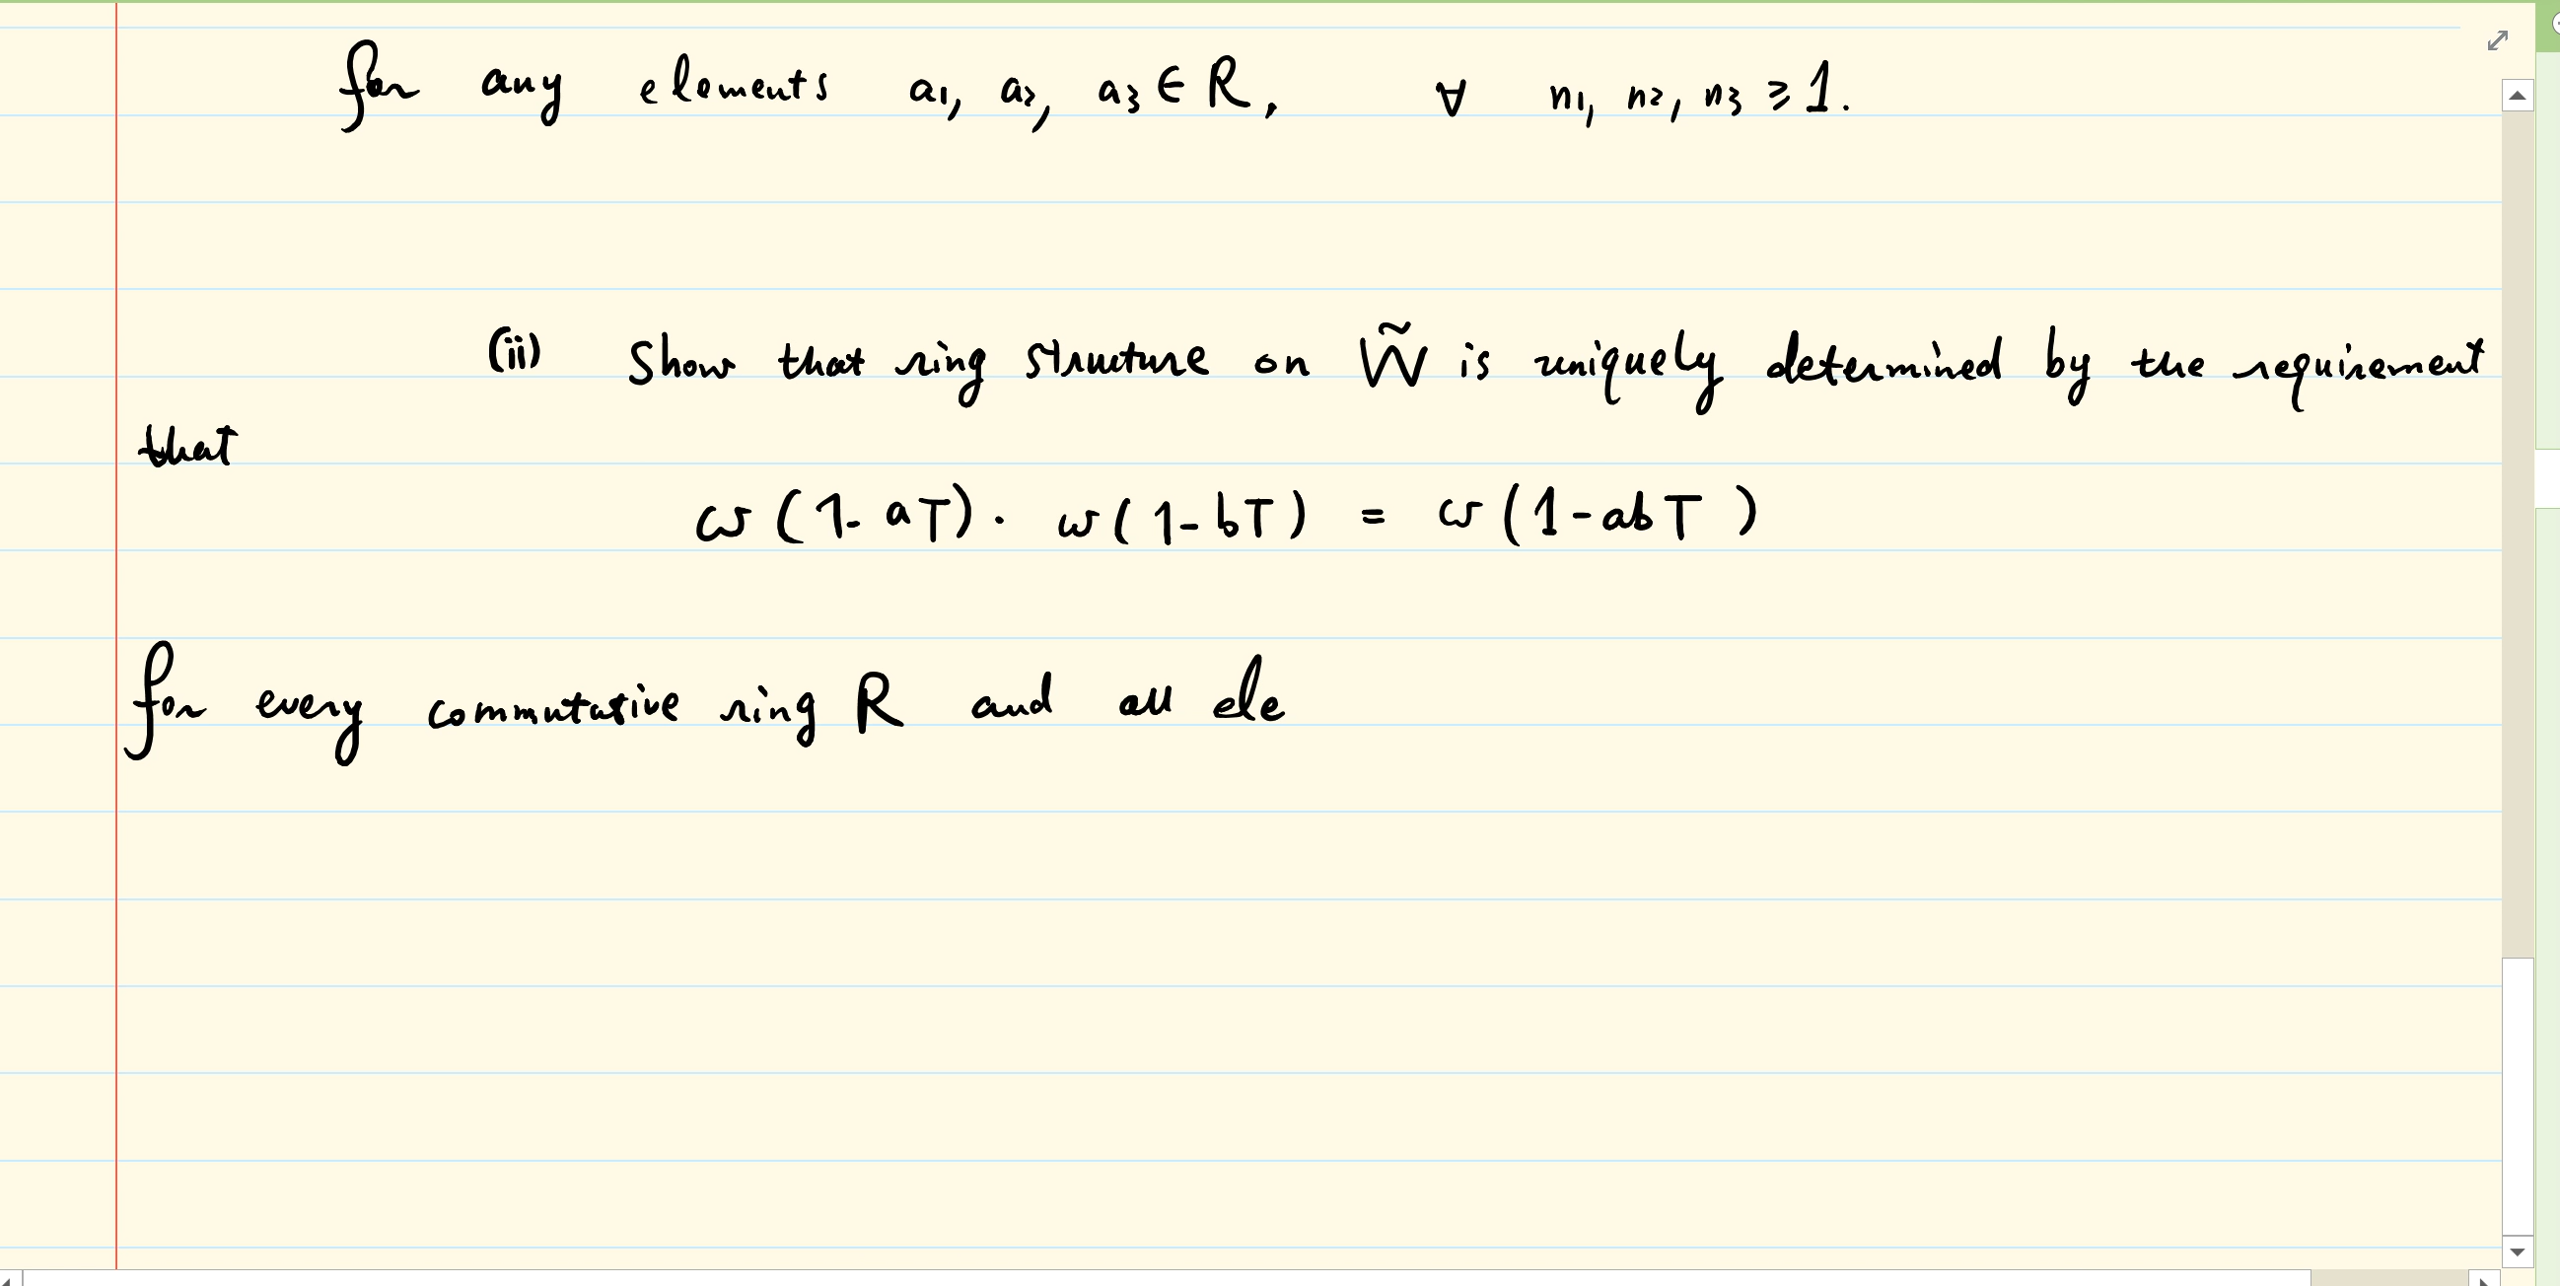 for any elements a₁, a₂, a₃ ∈ R, ∀ n₁, n₂, n₃ ≥ 1.
(ii) Show that ring structure on W̃ is uniquely determined by the requirement
that
ω(1-aT). ω(1-bT) = ω(1-abT)
for every commutative ring R and all ele